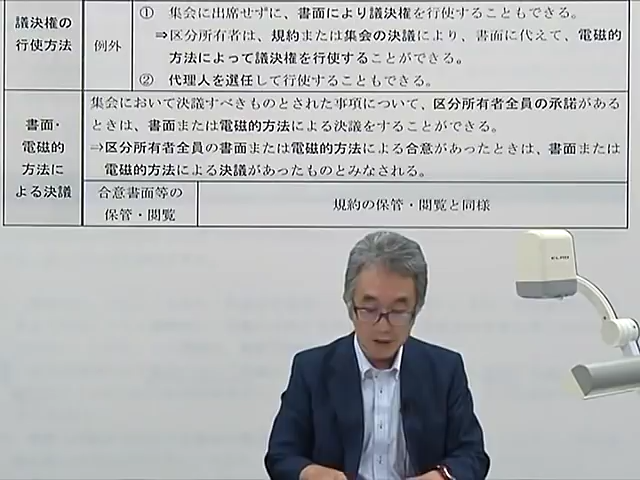 議決権の
行使方法
例外
① 集会に出席せずに、書面により議決権を行使することもできる。
⇒区分所有者は、規約または集会の決議により、書面に代えて、電磁的
方法によって議決権を行使することができる。
② 代理人を選任して行使することもできる。
書面・
電磁的
方法に
よる決議
集会において決議すべきものとされた事項について、区分所有者全員の承諾がある
ときは、書面または電磁的方法による決議をすることができる。
⇒区分所有者全員の書面または電磁的方法による合意があったときは、書面または
電磁的方法による決議があったものとみなされる。
合意書面等の
保管・閲覧
規約の保管・閲覧と同様
ELMO